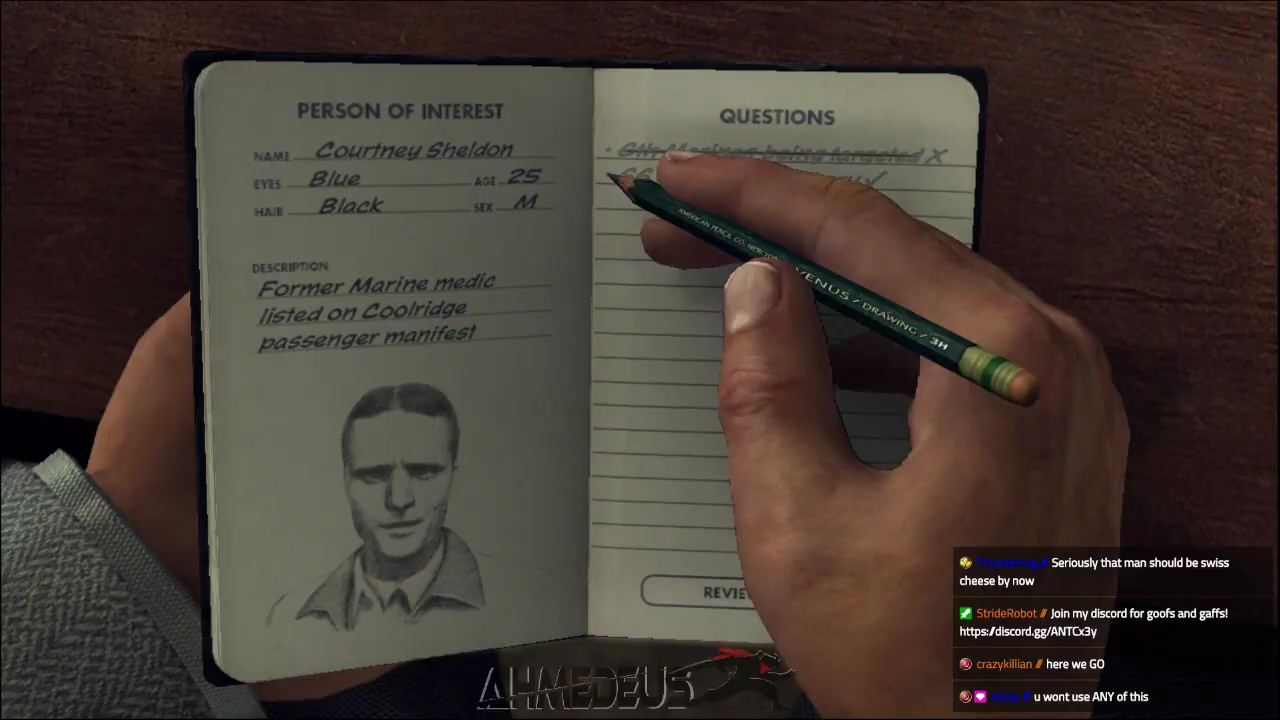 PERSON OF INTEREST
NAME Courtney Sheldon
EYES Blue AGE 25
HAIR Black SEX M
DESCRIPTION
Former Marine medic
listed on Coolridge
passenger manifest
QUESTIONS
Marines being targeted X
AMERICAN PENCIL CO. VENUS / DRAWING / 3H
REVIE
AHMEDEUS
Seriously that man should be swiss
cheese by now
StrideRobot // Join my discord for goofs and gaffs!
https://discord.gg/ANTCx3y
crazykillian // here we GO
u wont use ANY of this